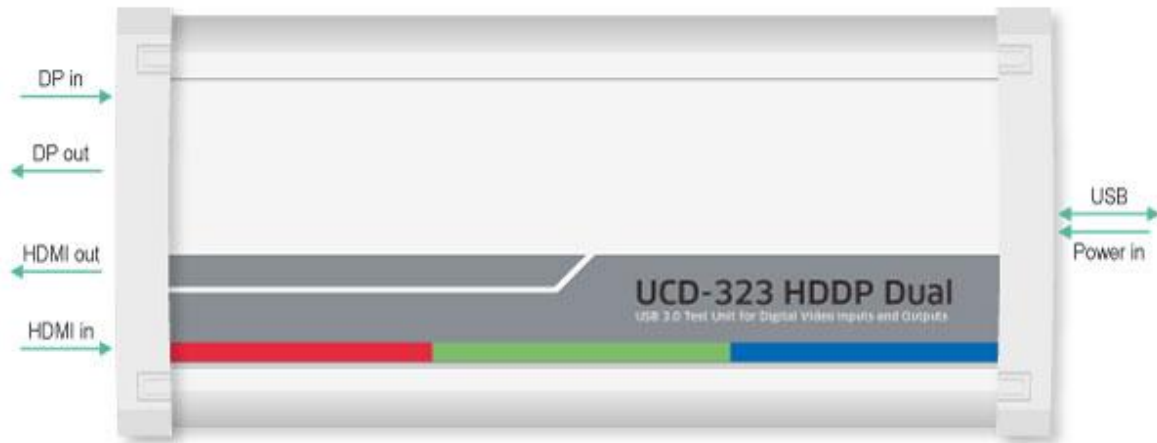 DP in
DP out
HDMI out
HDMI in
UCD-323 HDDP Dual
USB 3.0 Test Unit for Digital Video Inputs and Outputs
USB
Power in